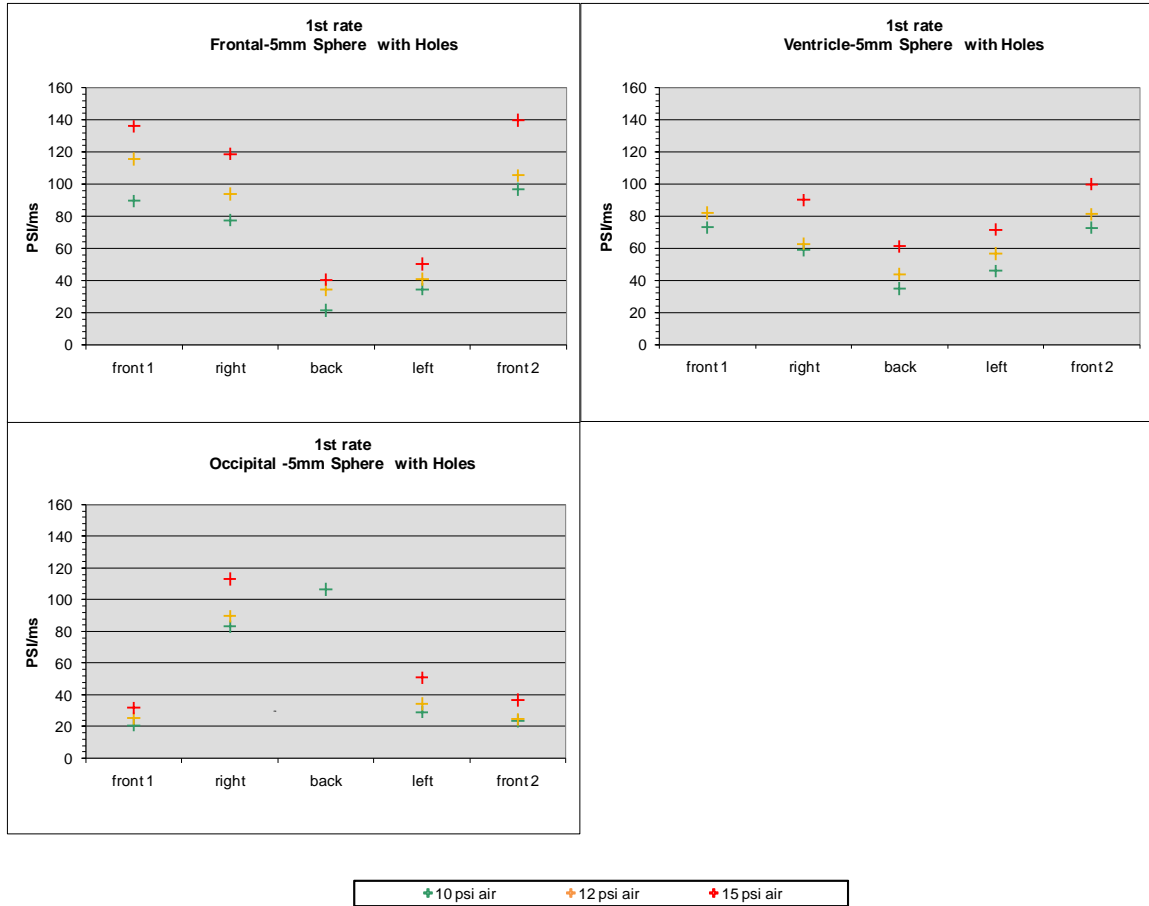 1st rate
Frontal-5mm Sphere with Holes
160
140
120
100
80
60
40
20
0
PSI/ms
front 1 right back left front 2
1st rate
Ventricle-5mm Sphere with Holes
160
140
120
100
80
60
40
20
0
PSI/ms
front 1 right back left front 2
1st rate
Occipital -5mm Sphere with Holes
160
140
120
100
80
60
40
20
0
PSI/ms
front 1 right back left front 2
10 psi air 12 psi air 15 psi air